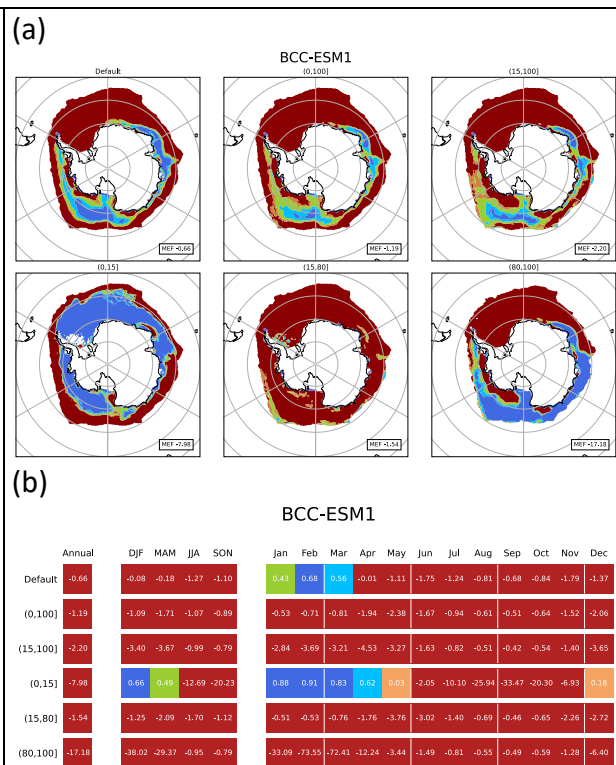 (a)
BCC-ESM1
Default (0,100] (15,100]
MEF -0.66 MEF -1.19 MEF -2.20
(0,15] (15,80] (80,100]
MEF -7.98 MEF -1.54 MEF -17.18
(b)
BCC-ESM1
Annual DJF MAM JJA SON Jan Feb Mar Apr May Jun Jul Aug Sep Oct Nov Dec
Default -0.66 -0.08 -0.18 -1.27 -1.10 0.43 0.68 0.56 -0.01 -1.11 -1.75 -1.24 -0.81 -0.68 -0.84 -1.79 -1.37
(0,100] -1.19 -1.09 -1.71 -1.07 -0.89 -0.53 -0.71 -0.81 -1.94 -2.38 -1.67 -0.94 -0.61 -0.51 -0.64 -1.52 -2.06
(15,100] -2.20 -3.40 -3.67 -0.99 -0.79 -2.84 -3.69 -3.21 -4.53 -3.27 -1.63 -0.82 -0.51 -0.42 -0.54 -1.40 -3.65
(0,15] -7.98 0.66 0.49 -12.69 -20.23 0.88 0.91 0.83 0.62 0.03 -2.05 -10.10 -25.94 -33.47 -20.30 -6.93 0.18
(15,80] -1.54 -1.25 -2.09 -1.70 -1.12 -0.51 -0.53 -0.76 -1.76 -3.76 -3.02 -1.40 -0.69 -0.46 -0.65 -2.26 -2.72
(80,100] -17.18 -38.02 -29.37 -0.95 -0.79 -33.09 -73.55 -72.41 -12.24 -3.44 -1.49 -0.81 -0.55 -0.49 -0.59 -1.28 -6.40